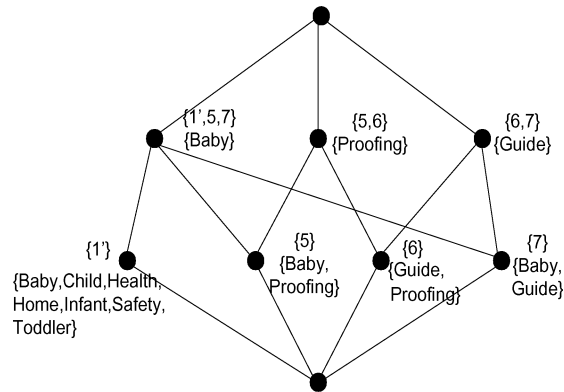 {1',5,7}
{Baby}
{5,6}
{Proofing}
{6,7}
{Guide}
{1'}
{Baby,Child,Health,
Home,Infant,Safety,
Toddler}
{5}
{Baby,
Proofing}
{6}
{Guide,
Proofing}
{7}
{Baby,
Guide}